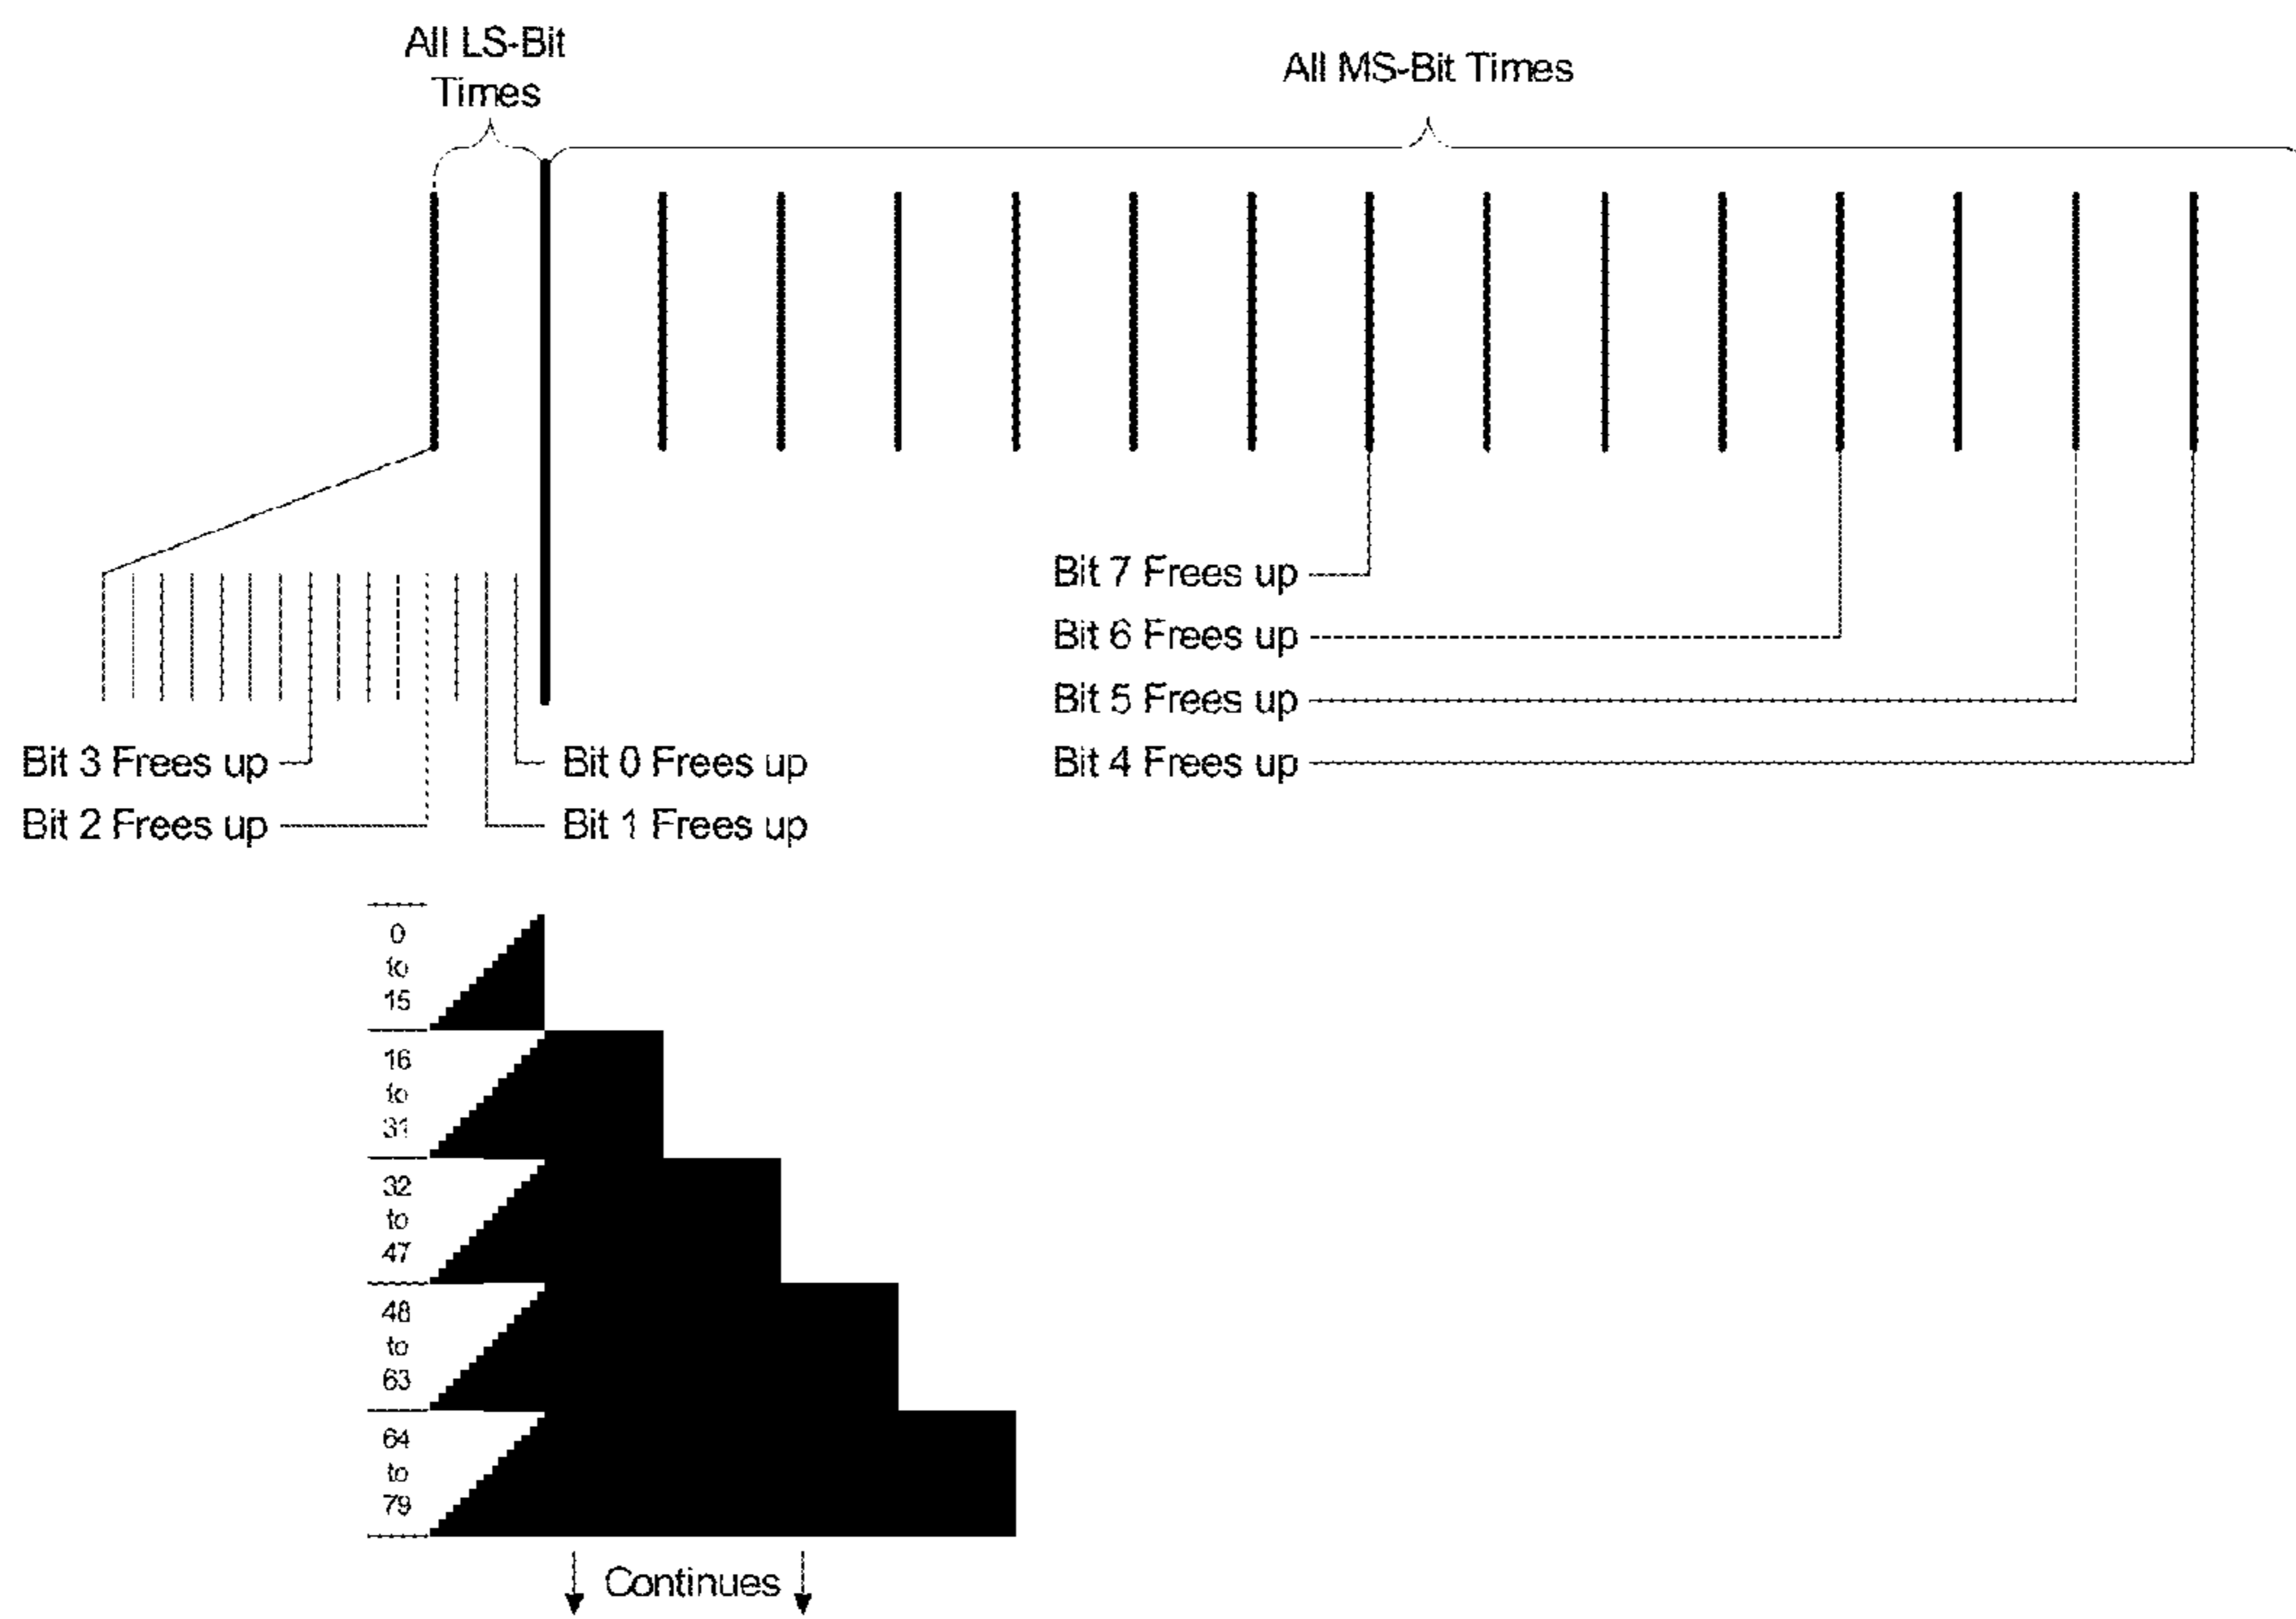 All LS-Bit
Times
All MS-Bit Times
Bit 7 Frees up
Bit 6 Frees up
Bit 5 Frees up
Bit 3 Frees up
Bit 0 Frees up
Bit 4 Frees up
Bit 2 Frees up
Bit 1 Frees up
0
to
15
16
to
31
32
to
47
48
to
63
64
to
79
Continues